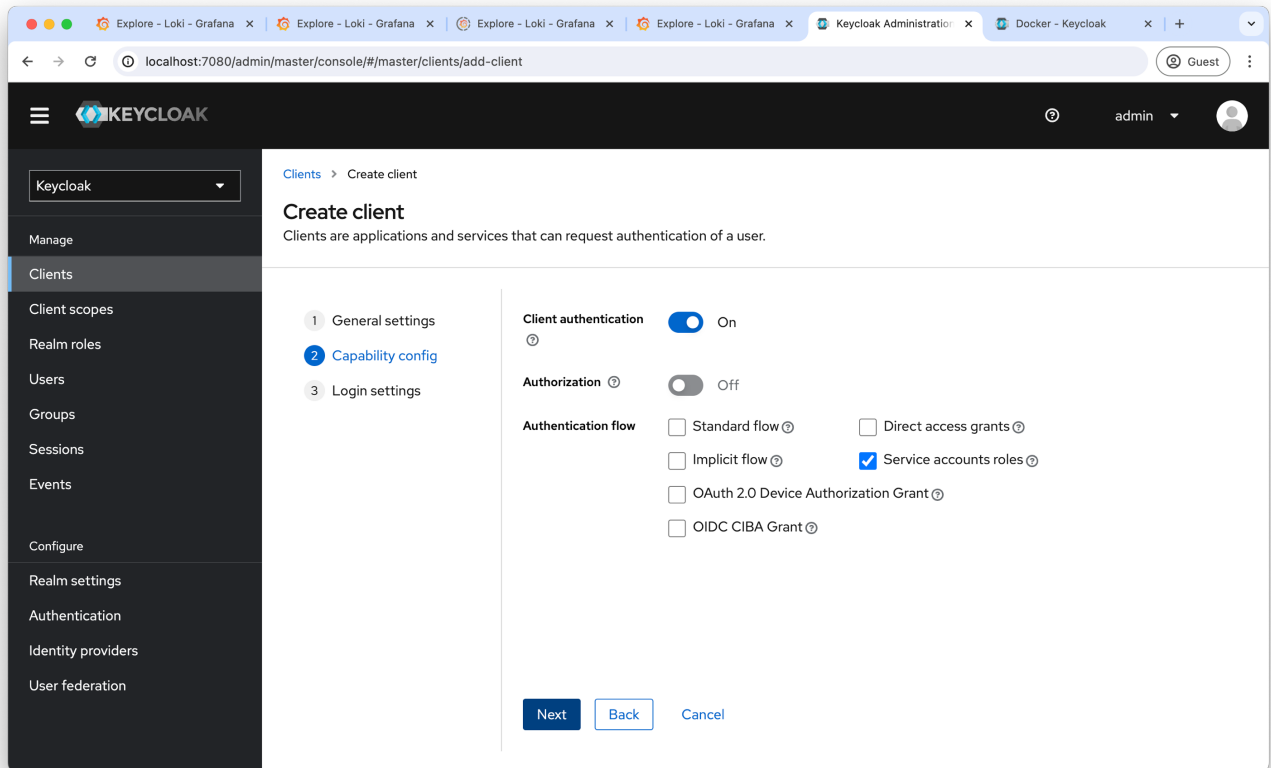 Explore - Loki - Grafana
Explore - Loki - Grafana
Explore - Loki - Grafana
Explore - Loki - Grafana
Keycloak Administration
Docker - Keycloak
localhost:7080/admin/master/console/#/master/clients/add-client
Guest
KEYCLOAK
admin
Keycloak
Manage
Clients
Client scopes
Realm roles
Users
Groups
Sessions
Events
Configure
Realm settings
Authentication
Identity providers
User federation
Clients > Create client
Create client
Clients are applications and services that can request authentication of a user.
1 General settings
2 Capability config
3 Login settings
Client authentication
On
Authorization
Off
Authentication flow
Standard flow
Direct access grants
Implicit flow
Service accounts roles
OAuth 2.0 Device Authorization Grant
OIDC CIBA Grant
Next
Back
Cancel